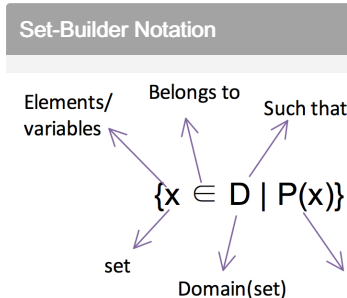 Set-Builder Notation
Elements/
variables
Belongs to
Such that
{x ∈ D | P(x)}
set
Domain(set)